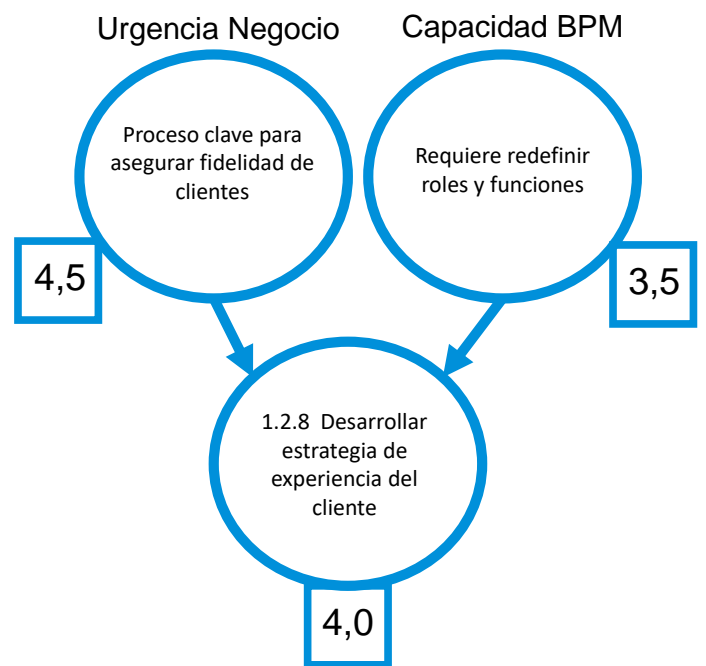 Urgencia Negocio
Capacidad BPM
Proceso clave para
asegurar fidelidad de
clientes
Requiere redefinir
roles y funciones
4,5
3,5
1.2.8 Desarrollar
estrategia de
experiencia del
cliente
4,0